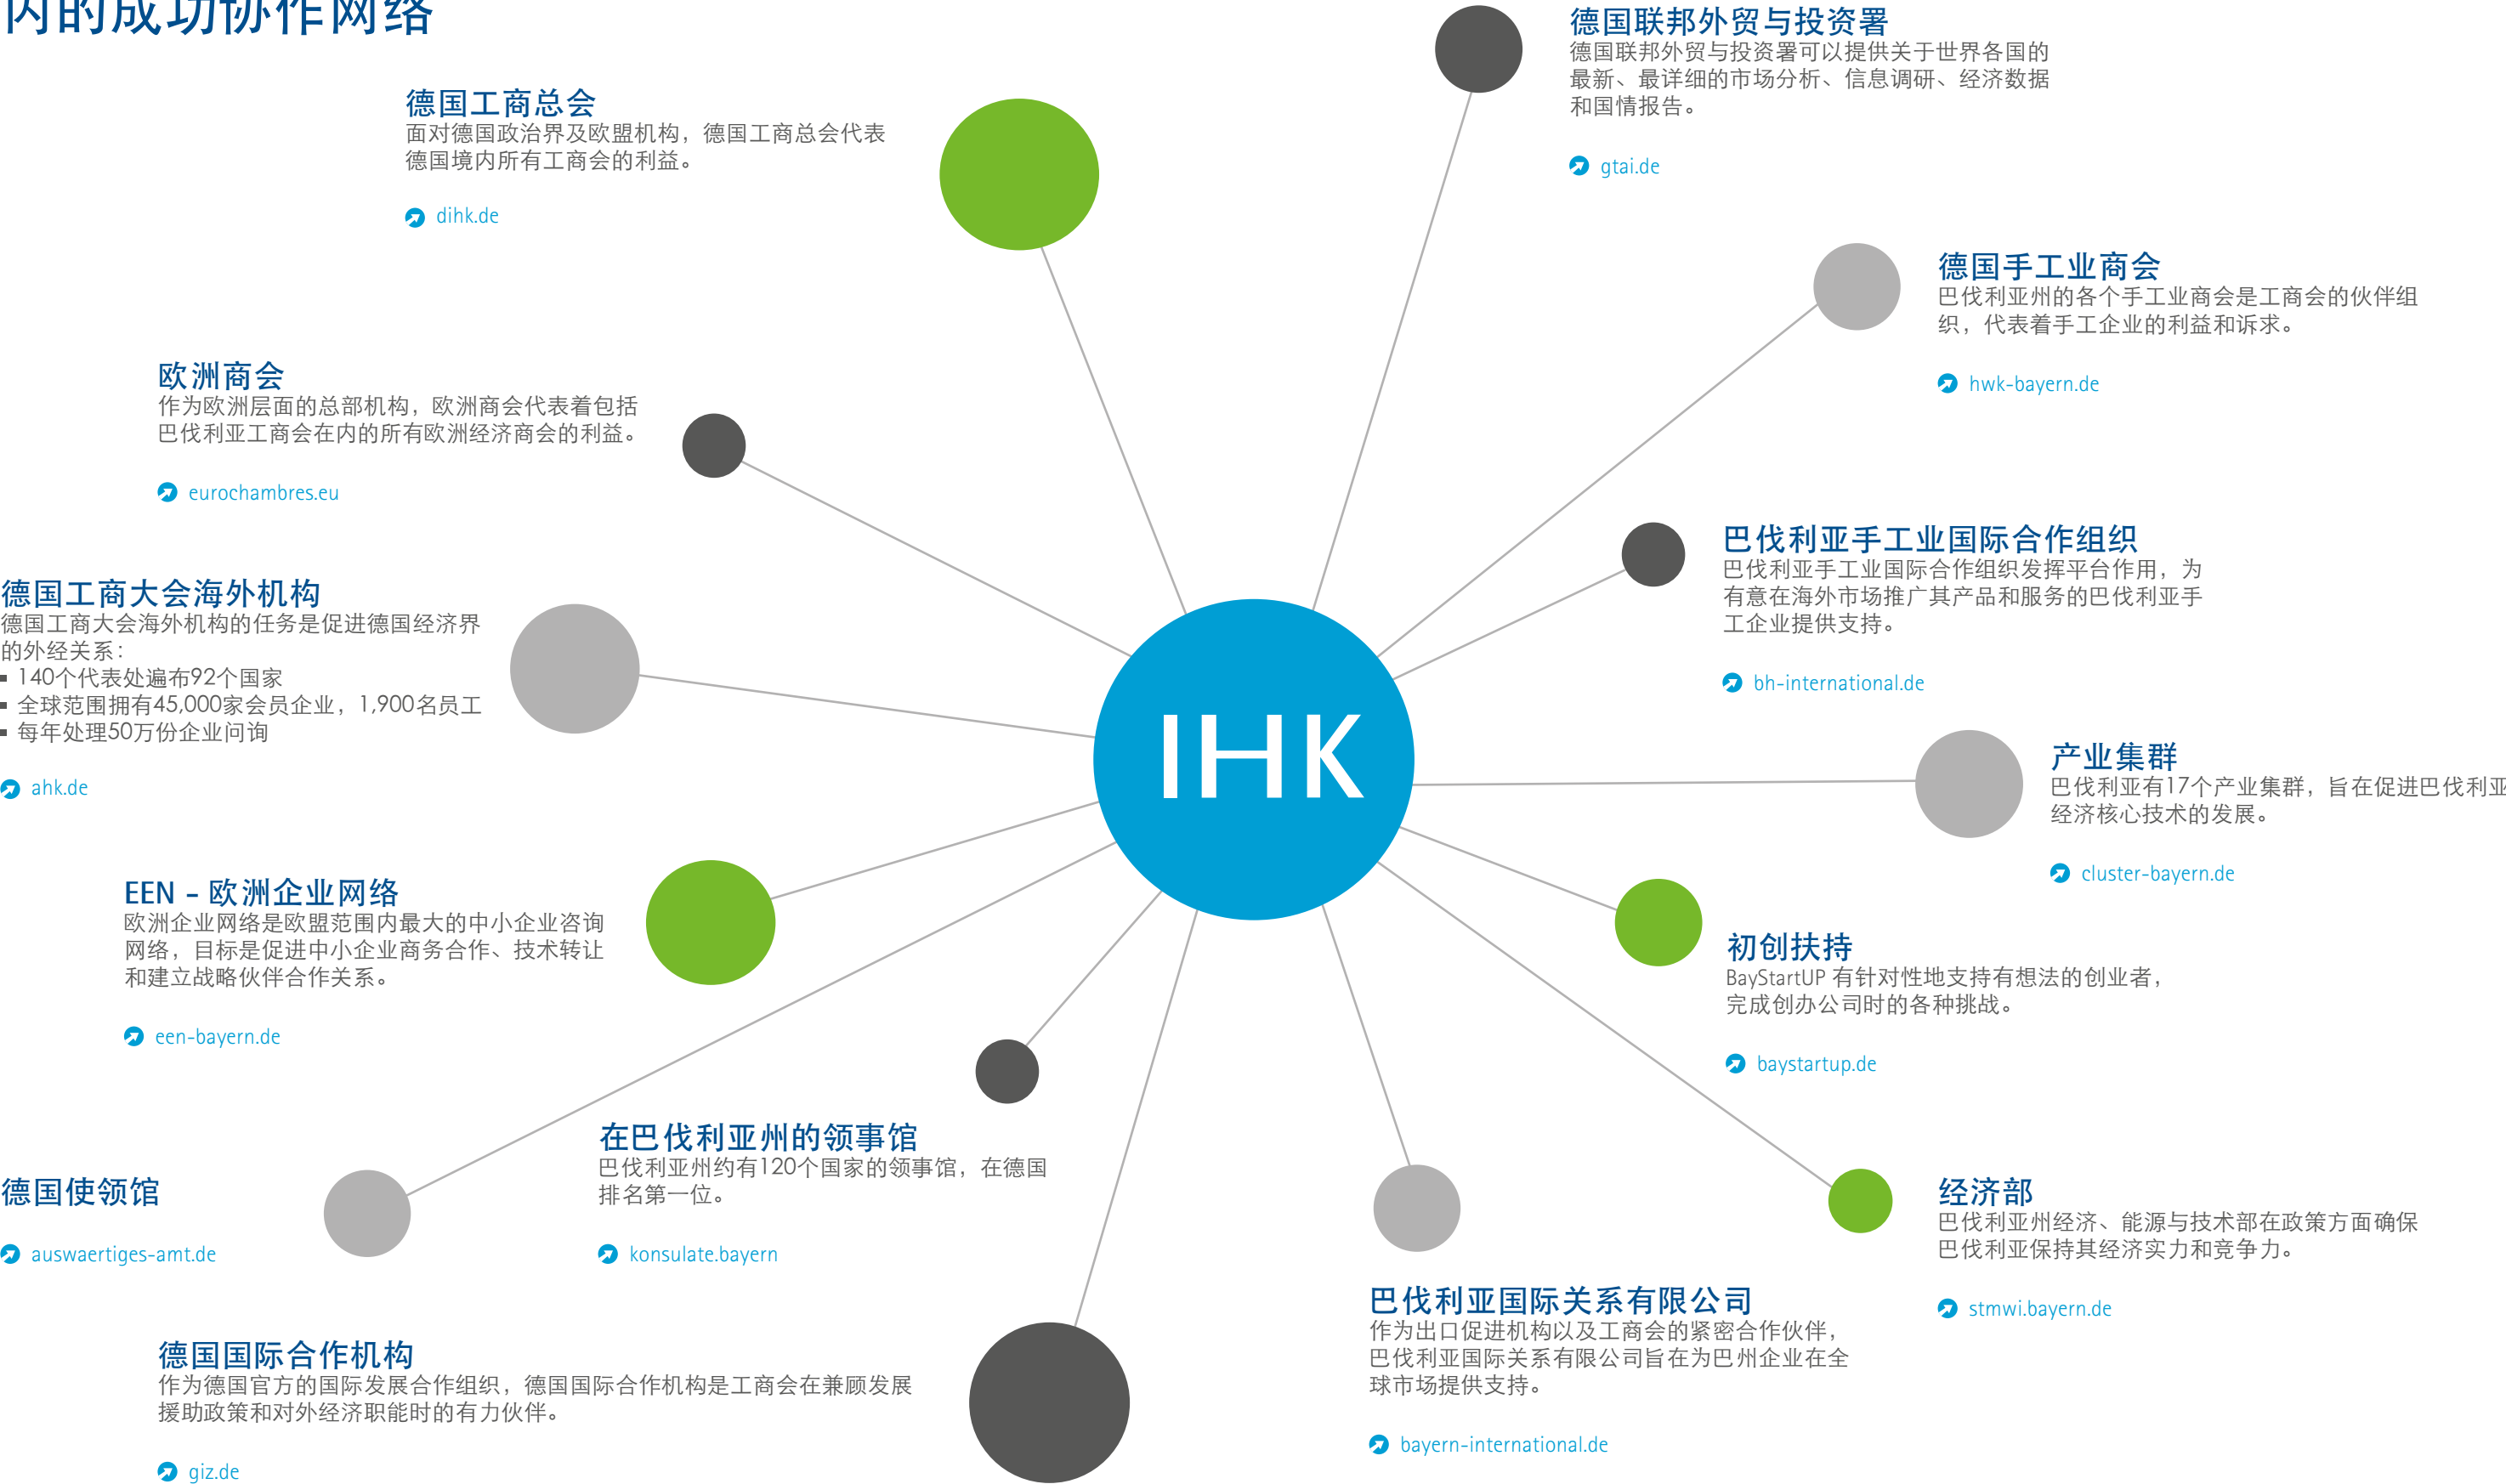 内的成功协作网络
德国联邦外贸与投资署
德国联邦外贸与投资署可以提供关于世界各国的
最新、最详细的市场分析、信息调研、经济数据
和国情报告。
gtai.de
德国工商总会
面对德国政治界及欧盟机构，德国工商总会代表
德国境内所有工商会的利益。
dihk.de
德国手工业商会
巴伐利亚州的各个手工业商会是工商会的伙伴组
织，代表着手工企业的利益和诉求。
hwk-bayern.de
欧洲商会
作为欧洲层面的总部机构，欧洲商会代表着包括
巴伐利亚工商会在内的所有欧洲经济商会的利益。
eurochambres.eu
巴伐利亚手工业国际合作组织
巴伐利亚手工业国际合作组织发挥平台作用，为
有意在海外市场推广其产品和服务的巴伐利亚手
工企业提供支持。
bh-international.de
德国工商大会海外机构
德国工商大会海外机构的任务是促进德国经济界
的外经关系：
▪ 140个代表处遍布92个国家
▪ 全球范围拥有45,000家会员企业，1,900名员工
▪ 每年处理50万份企业问询
ahk.de
IHK
产业集群
巴伐利亚有17个产业集群，旨在促进巴伐利亚
经济核心技术的发展。
cluster-bayern.de
EEN - 欧洲企业网络
欧洲企业网络是欧盟范围内最大的中小企业咨询
网络，目标是促进中小企业商务合作、技术转让
和建立战略伙伴合作关系。
een-bayern.de
初创扶持
BayStartUP 有针对性地支持有想法的创业者，
完成创办公司时的各种挑战。
baystartup.de
在巴伐利亚州的领事馆
巴伐利亚州约有120个国家的领事馆，在德国
排名第一位。
konsulate.bayern
德国使领馆
auswaertiges-amt.de
经济部
巴伐利亚州经济、能源与技术部在政策方面确保
巴伐利亚保持其经济实力和竞争力。
stmwi.bayern.de
巴伐利亚国际关系有限公司
作为出口促进机构以及工商会的紧密合作伙伴，
巴伐利亚国际关系有限公司旨在为巴州企业在全
球市场提供支持。
bayern-international.de
德国国际合作机构
作为德国官方的国际发展合作组织，德国国际合作机构是工商会在兼顾发展
援助政策和对外经济职能时的有力伙伴。
giz.de